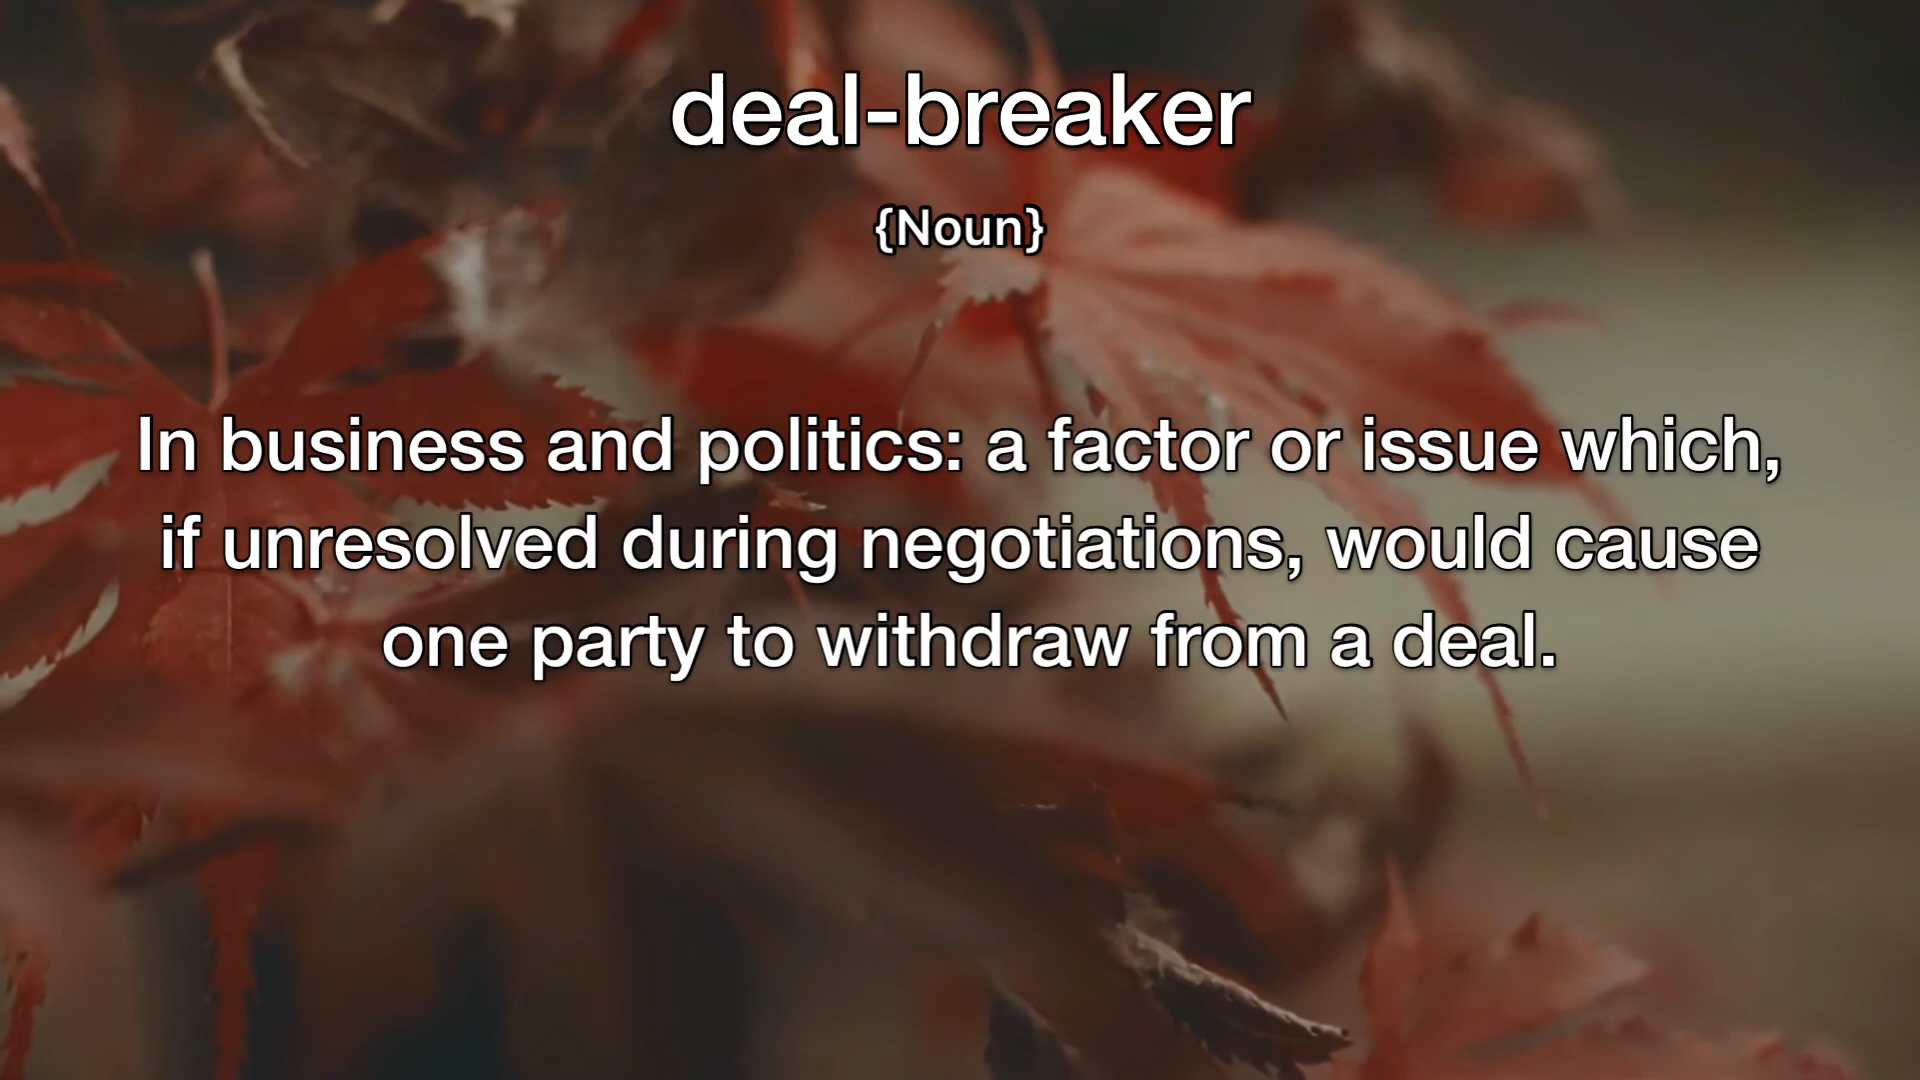 deal-breaker
{Noun}
In business and politics: a factor or issue which,
if unresolved during negotiations, would cause
one party to withdraw from a deal.